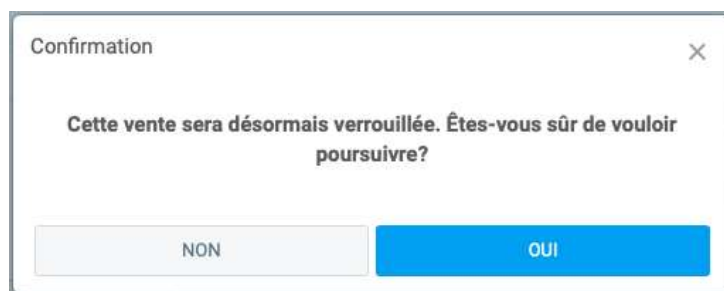 Confirmation
Cette vente sera désormais verrouillée. Êtes-vous sûr de vouloir
poursuivre?
NON
OUI